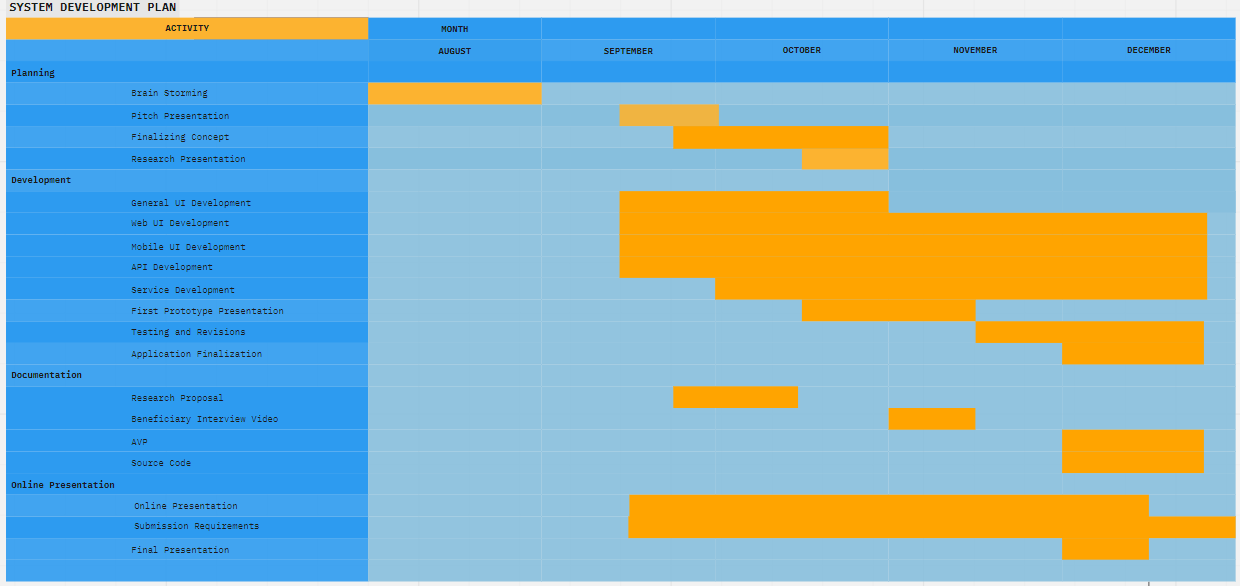 SYSTEM DEVELOPMENT PLAN
ACTIVITY MONTH
AUGUST SEPTEMBER OCTOBER NOVEMBER DECEMBER
Planning
Brain Storming
Pitch Presentation
Finalizing Concept
Research Presentation
Development
General UI Development
Web UI Development
Mobile UI Development
API Development
Service Development
First Prototype Presentation
Testing and Revisions
Application Finalization
Documentation
Research Proposal
Beneficiary Interview Video
AVP
Source Code
Online Presentation
Online Presentation
Submission Requirements
Final Presentation